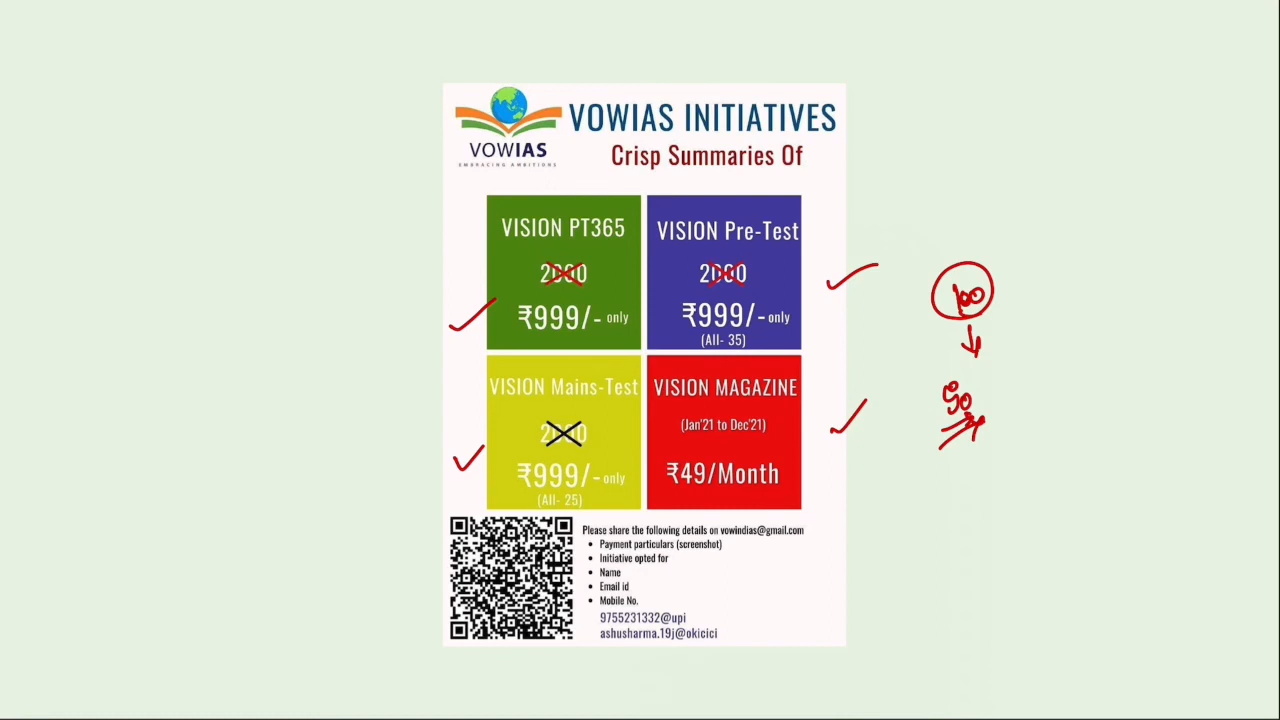 VOWIAS
EMBRACING AMBITIONS
VOWIAS INITIATIVES
Crisp Summaries Of
VISION PT365
2000
₹999/- only
VISION Pre-Test
2000
₹999/- only
(All- 35)
VISION Mains-Test
2000
₹999/- only
(All- 25)
VISION MAGAZINE
(Jan'21 to Dec'21)
₹49/Month
Please share the following details on vowindias@gmail.com
• Payment particulars (screenshot)
• Initiative opted for
• Name
• Email id
• Mobile No.
9755231332@upi
ashusharma.19j@okicici
100